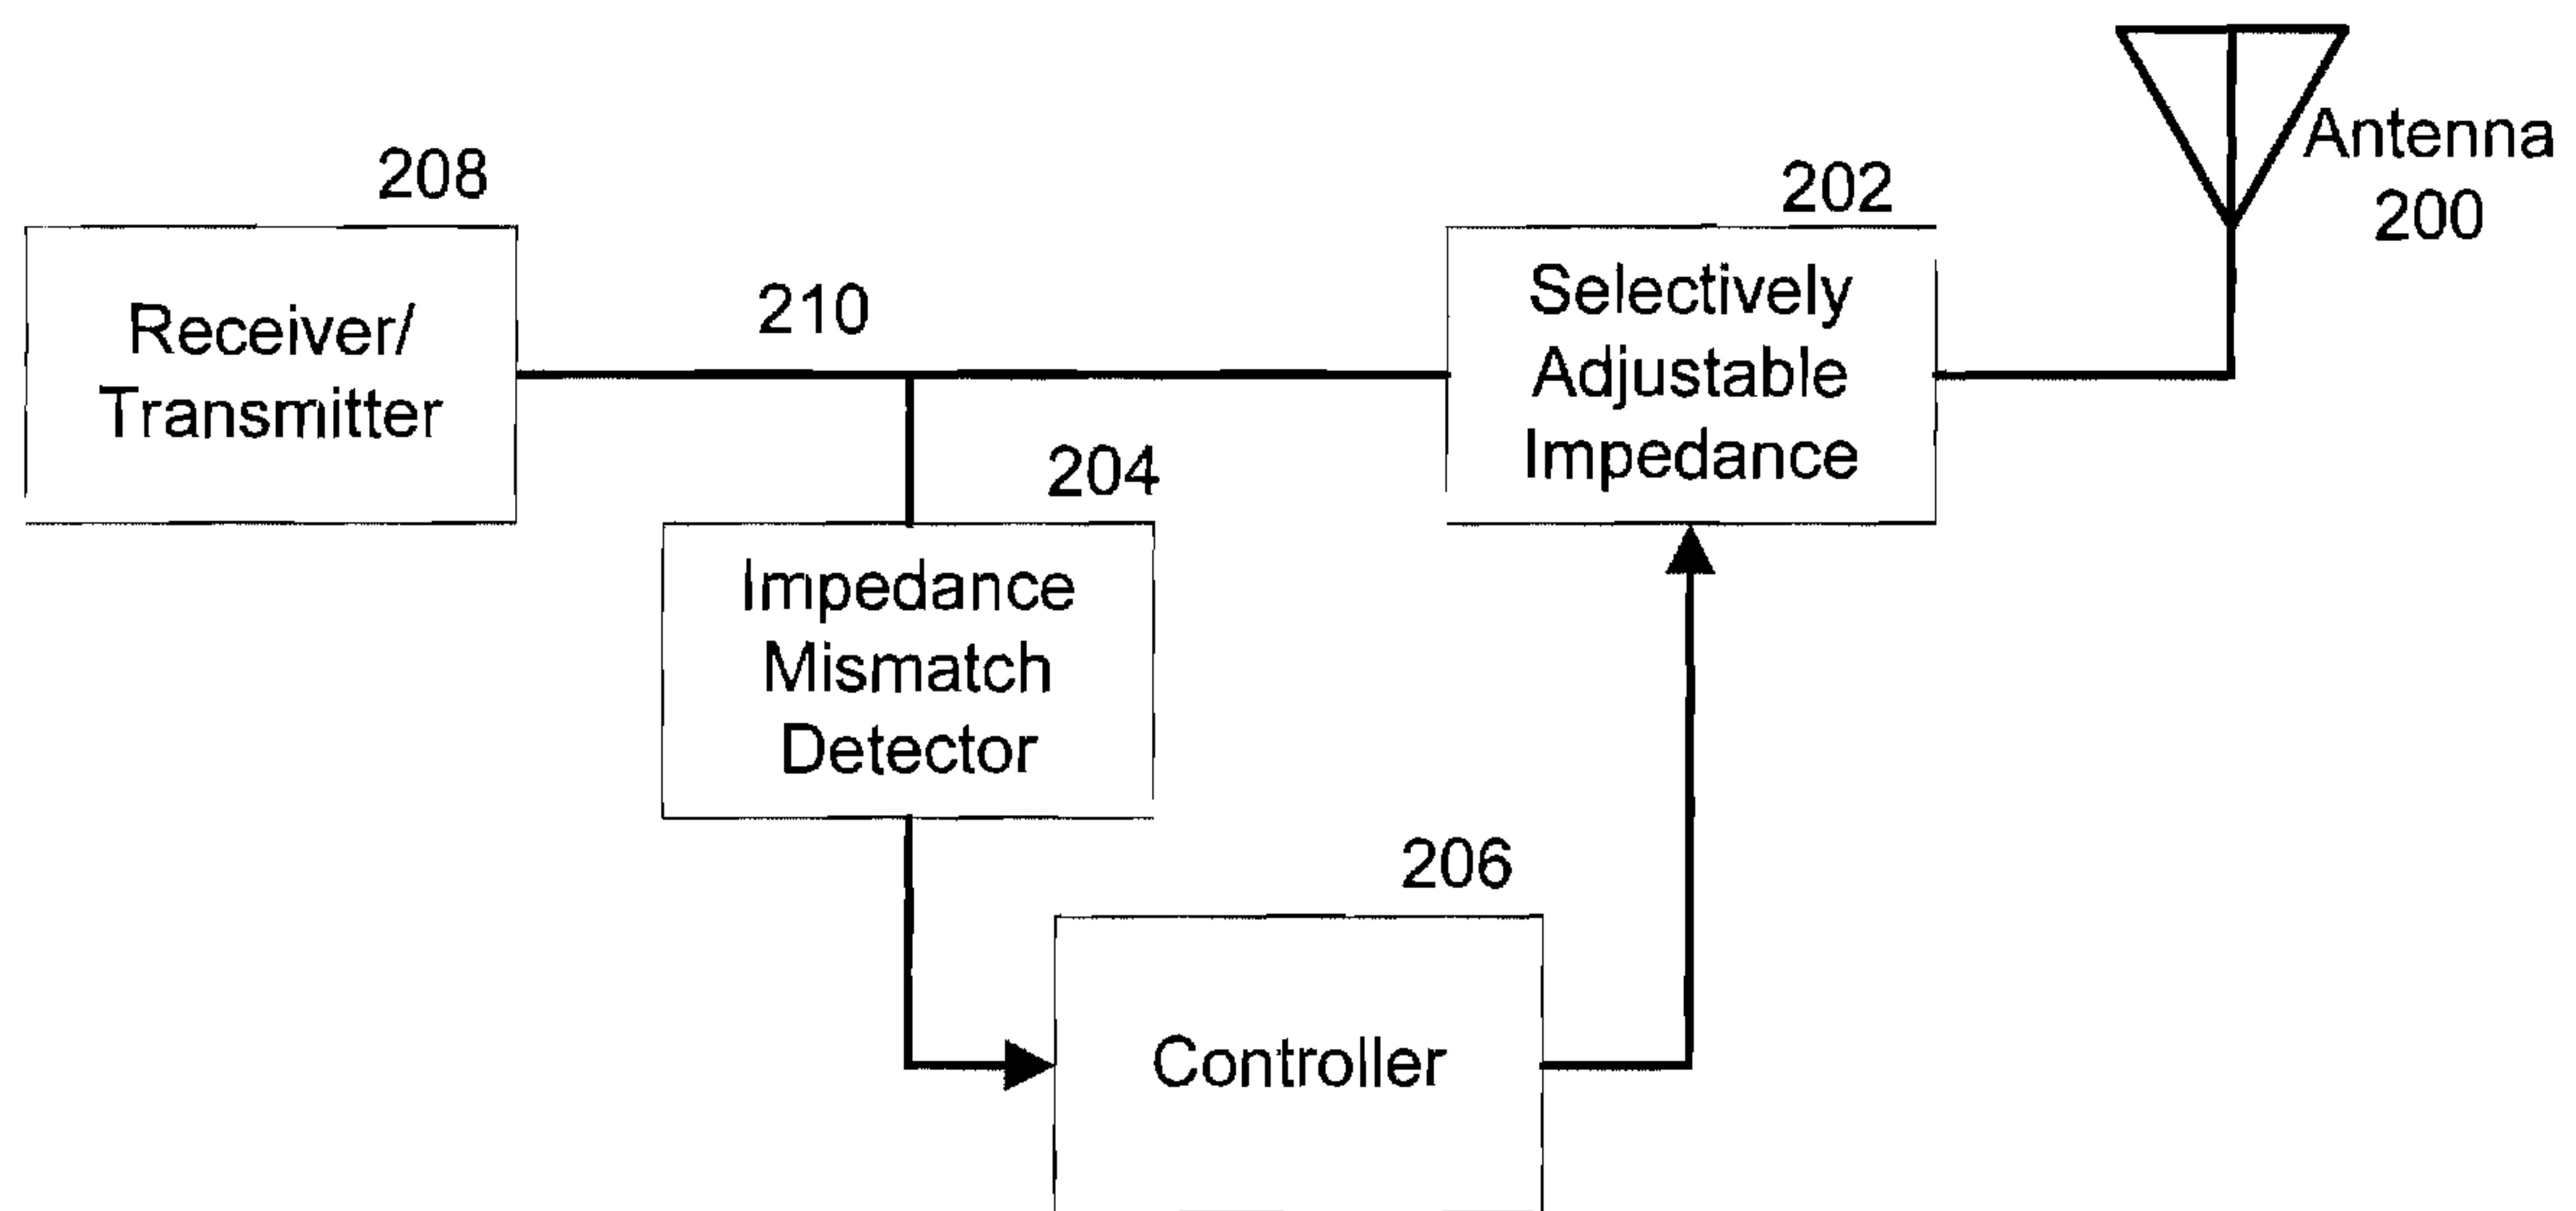 Antenna
200
208
202
Receiver/
Transmitter
210
Selectively
Adjustable
Impedance
204
Impedance
Mismatch
Detector
206
Controller